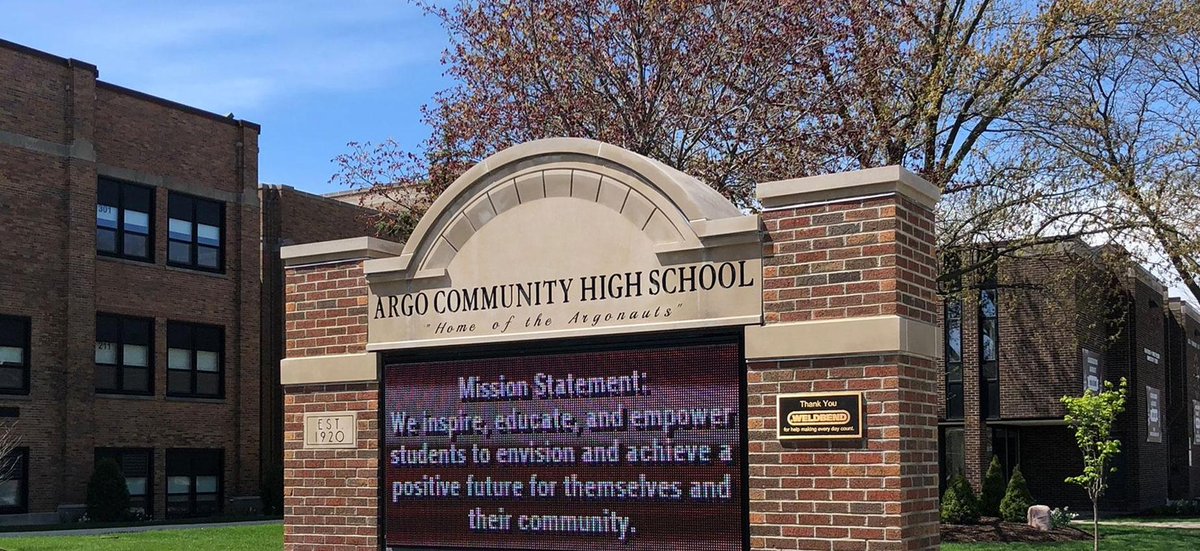 ARGO COMMUNITY HIGH SCHOOL
"Home of the Argonauts"
Mission Statement:
We inspire, educate, and empower
students to envision and achieve a
positive future for themselves and
their community.
EST
1920
Thank You
WELDBEND
for help making every day count.
301
211